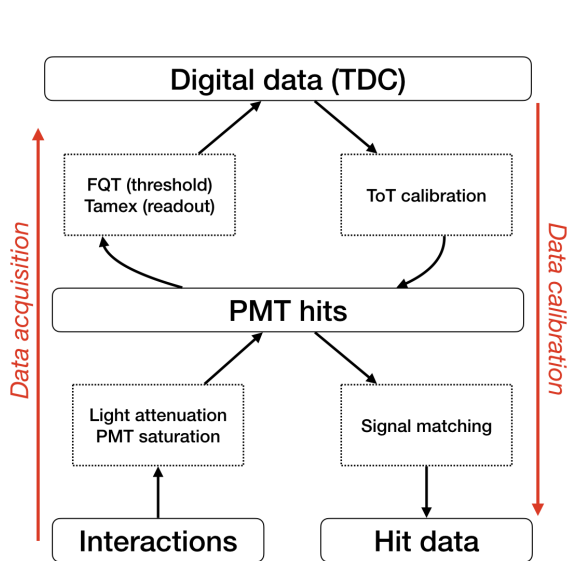 Digital data (TDC)
FQT (threshold)
Tamex (readout)
ToT calibration
Data acquisition
Data calibration
PMT hits
Light attenuation
PMT saturation
Signal matching
Interactions
Hit data